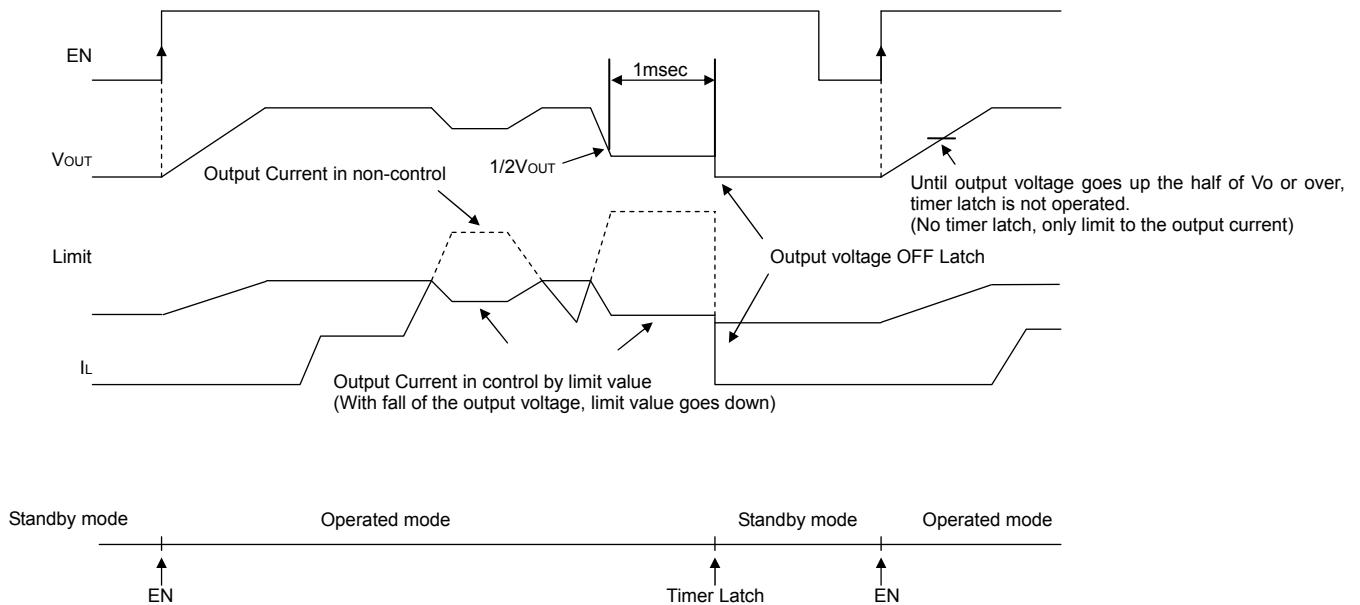 EN
1msec
VOUT
1/2VOUT
Output Current in non-control
Until output voltage goes up the half of Vo or over,
timer latch is not operated.
(No timer latch, only limit to the output current)
Limit
Output voltage OFF Latch
IL
Output Current in control by limit value
(With fall of the output voltage, limit value goes down)
Standby mode
Operated mode
Standby mode
Operated mode
EN
Timer Latch
EN